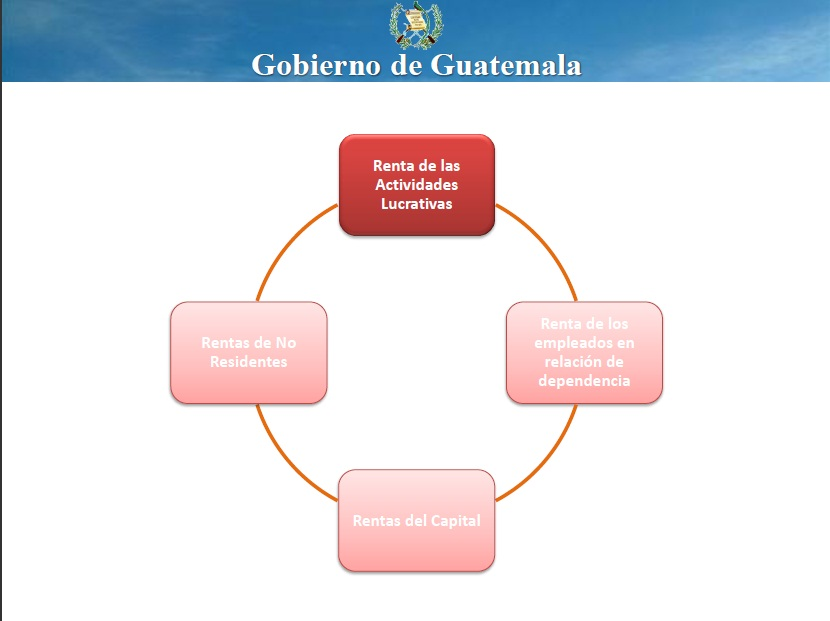 Gobierno de Guatemala
Renta de las
Actividades
Lucrativas
Rentas de No
Residentes
Renta de los
empleados en
relación de
dependencia
Rentas del Capital